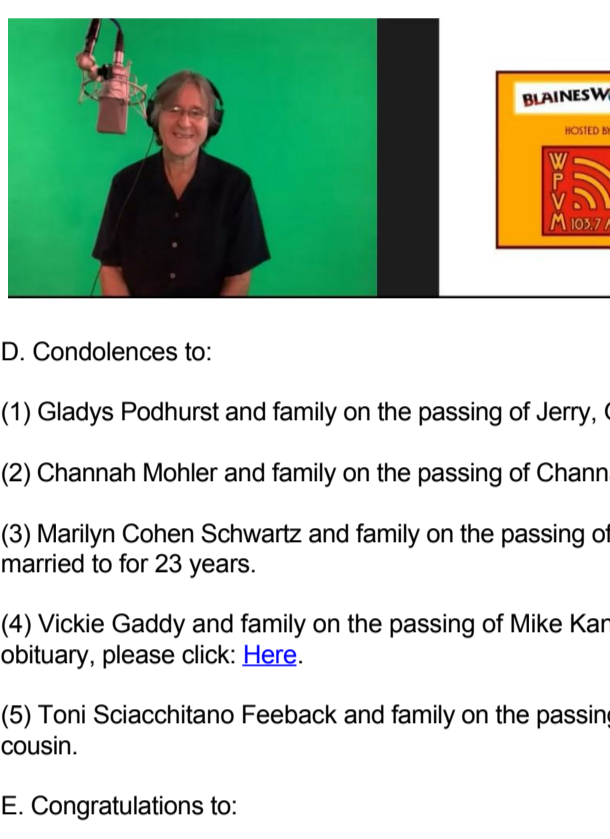 BLAINESW
HOSTED BY
WPVM
103.7
D. Condolences to:
(1) Gladys Podhurst and family on the passing of Jerry,
(2) Channah Mohler and family on the passing of Chann
(3) Marilyn Cohen Schwartz and family on the passing of
married to for 23 years.
(4) Vickie Gaddy and family on the passing of Mike Kar
obituary, please click: Here.
(5) Toni Sciacchitano Feeback and family on the passing
cousin.
E. Congratulations to: